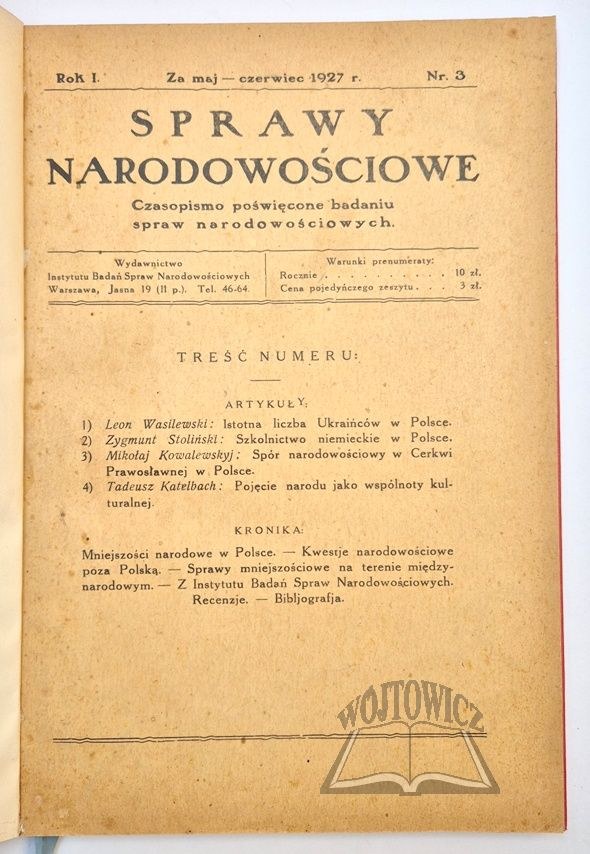 Rok I. Za maj — czerwiec 1927 r. Nr. 3
SPRAWY
NARODOWOŚCIOWE
Czasopismo poświęcone badaniu
spraw narodowościowych.
Wydawnictwo
Instytutu Badań Spraw Narodowościowych
Warszawa, Jasna 19 (II p.). Tel. 46-64.
Warunki prenumeraty:
Rocznie . . . . . . . . . . 10 zł.
Cena pojedyńczego zeszytu . . . 3 zł.
TREŚĆ NUMERU:
ARTYKUŁY:
1) Leon Wasilewski: Istotna liczba Ukraińców w Polsce.
2) Zygmunt Stoliński: Szkolnictwo niemieckie w Polsce.
3) Mikołaj Kowalewskyj: Spór narodowościowy w Cerkwi
Prawosławnej w Polsce.
4) Tadeusz Katelbach: Pojęcie narodu jako wspólnoty kul-
turalnej.
KRONIKA:
Mniejszości narodowe w Polsce. — Kwestje narodowościowe
poza Polską. — Sprawy mniejszościowe na terenie między-
narodowym. — Z Instytutu Badań Spraw Narodowościowych.
Recenzje. — Bibljografja.
WÓJTOWICZ